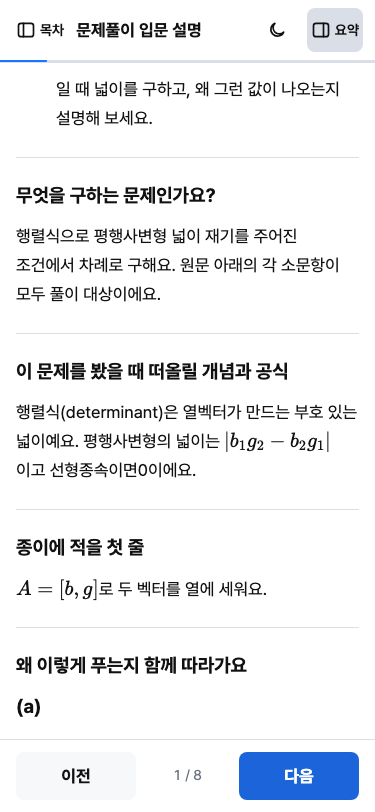 목차 문제풀이 입문 설명 요약
일 때 넓이를 구하고, 왜 그런 값이 나오는지
설명해 보세요.
무엇을 구하는 문제인가요?
행렬식으로 평행사변형 넓이 재기를 주어진
조건에서 차례로 구해요. 원문 아래의 각 소문항이
모두 풀이 대상이에요.
이 문제를 봤을 때 떠올릴 개념과 공식
행렬식(determinant)은 열벡터가 만드는 부호 있는
넓이예요. 평행사변형의 넓이는 |b₁g₂ − b₂g₁|
이고 선형종속이면0이에요.
종이에 적을 첫 줄
A = [b, g]로 두 벡터를 열에 세워요.
왜 이렇게 푸는지 함께 따라가요
(a)
이전 1 / 8 다음